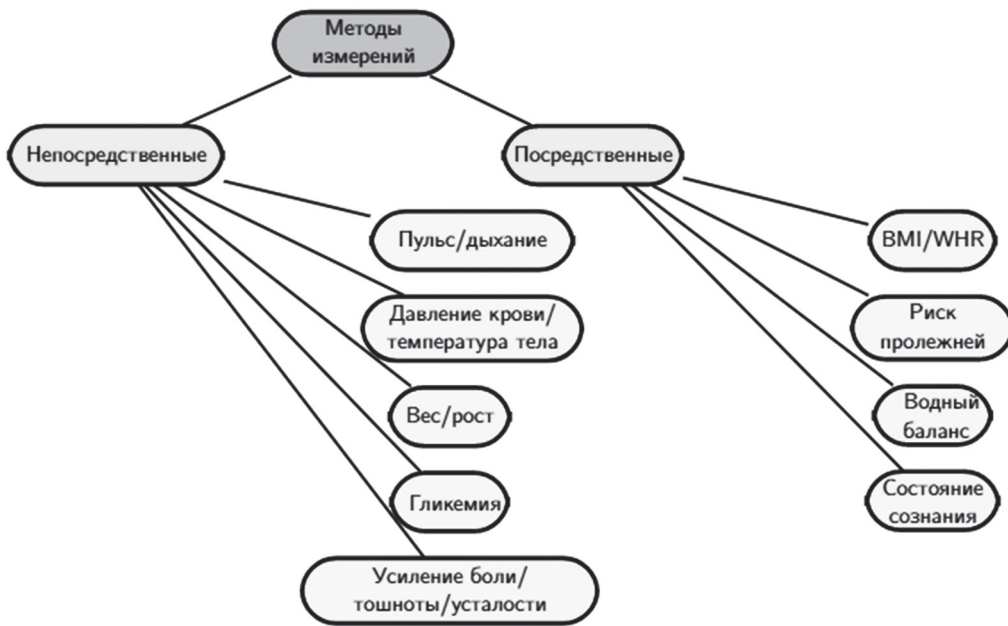 Методы
измерений
Непосредственные
Посредственные
Пульс/дыхание
Давление крови/
температура тела
Вес/рост
Гликемия
Усиление боли/
тошноты/усталости
BMI/WHR
Риск
пролежней
Водный
баланс
Состояние
сознания